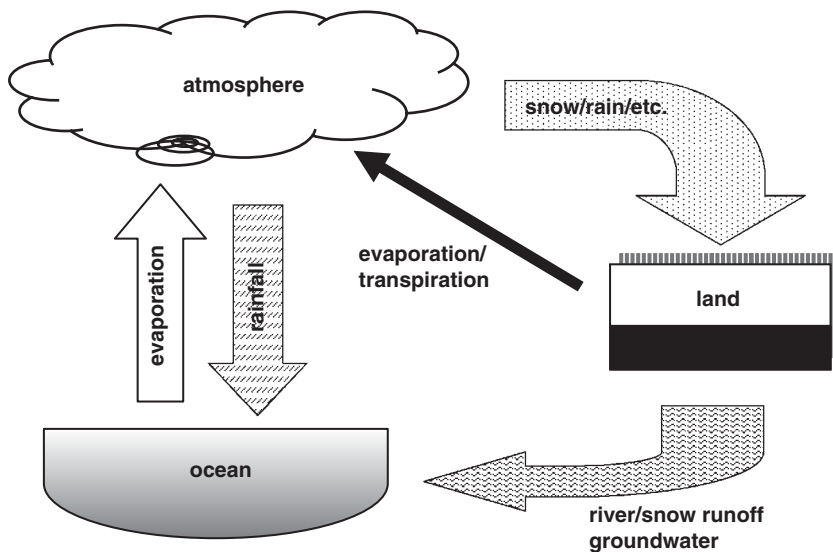 atmosphere
snow/rain/etc.
evaporation
rainfall
evaporation/
transpiration
land
ocean
river/snow runoff
groundwater